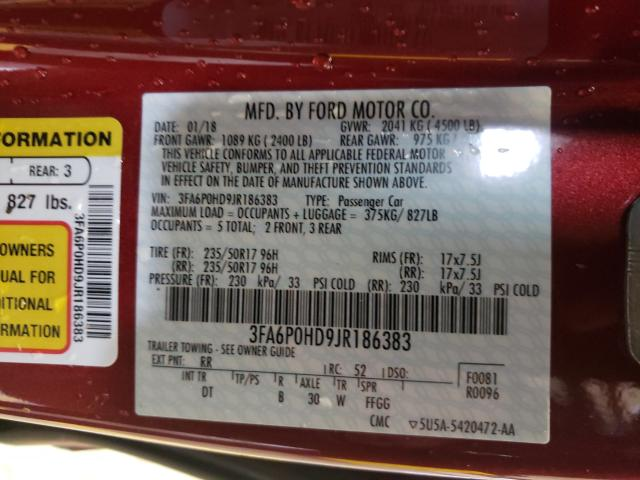 FORMATION
REAR: 3
827 lbs.
OWNERS
UAL FOR
DITIONAL
RMATION
3FA6P0HD9JR186383
MFD. BY FORD MOTOR CO.
DATE: 01/18 GVWR: 2041 KG ( 4500 LB)
FRONT GAWR: 1089 KG ( 2400 LB) REAR GAWR: 975 KG
THIS VEHICLE CONFORMS TO ALL APPLICABLE FEDERAL MOTOR
VEHICLE SAFETY, BUMPER, AND THEFT PREVENTION STANDARDS
IN EFFECT ON THE DATE OF MANUFACTURE SHOWN ABOVE.
VIN: 3FA6P0HD9JR186383 TYPE: Passenger Car
MAXIMUM LOAD = OCCUPANTS + LUGGAGE = 375KG/ 827LB
OCCUPANTS = 5 TOTAL; 2 FRONT, 3 REAR
TIRE (FR): 235/50R17 96H RIMS (FR): 17x7.5J
(RR): 235/50R17 96H (RR): 17x7.5J
PRESSURE (FR): 230 kPa/ 33 PSI COLD (RR): 230 kPa/ 33 PSI COLD
3FA6P0HD9JR186383
TRAILER TOWING - SEE OWNER GUIDE
EXT PNT: RR RC: 52 DSO: F0081
INT TR TP/PS R AXLE TR SPR R0096
DT B 30 W FFGG
CMC ▽5U5A-5420472-AA